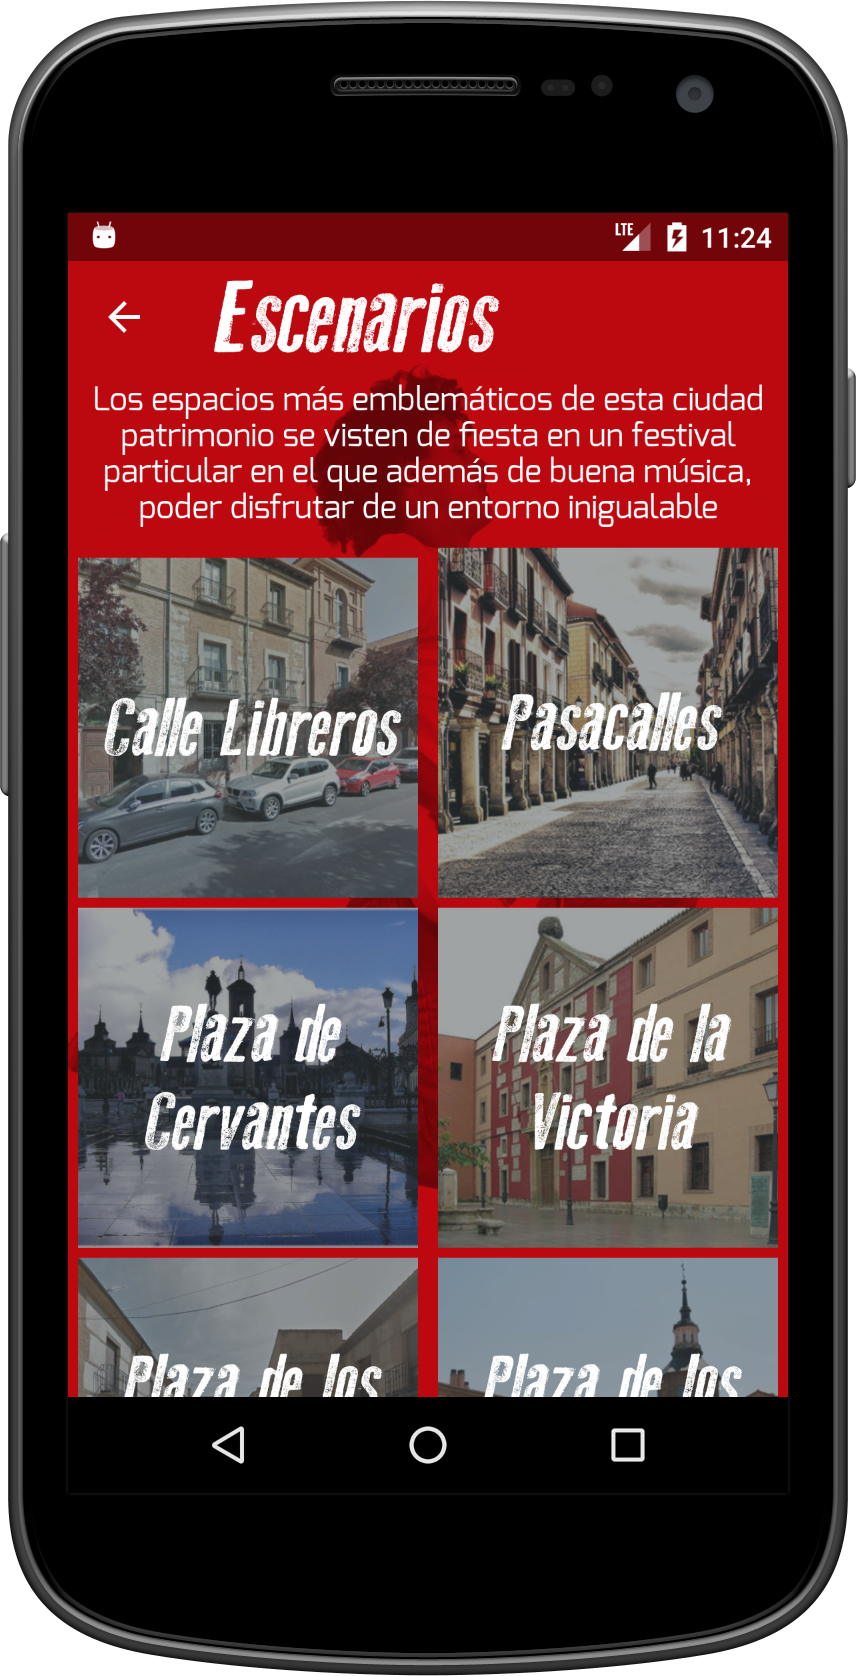 LTE 11:24
Escenarios
Los espacios más emblemáticos de esta ciudad
patrimonio se visten de fiesta en un festival
particular en el que además de buena música,
poder disfrutar de un entorno inigualable
Calle Libreros
Pasacalles
Plaza de
Cervantes
Plaza de la
Victoria
Plaza de los
Plaza de los